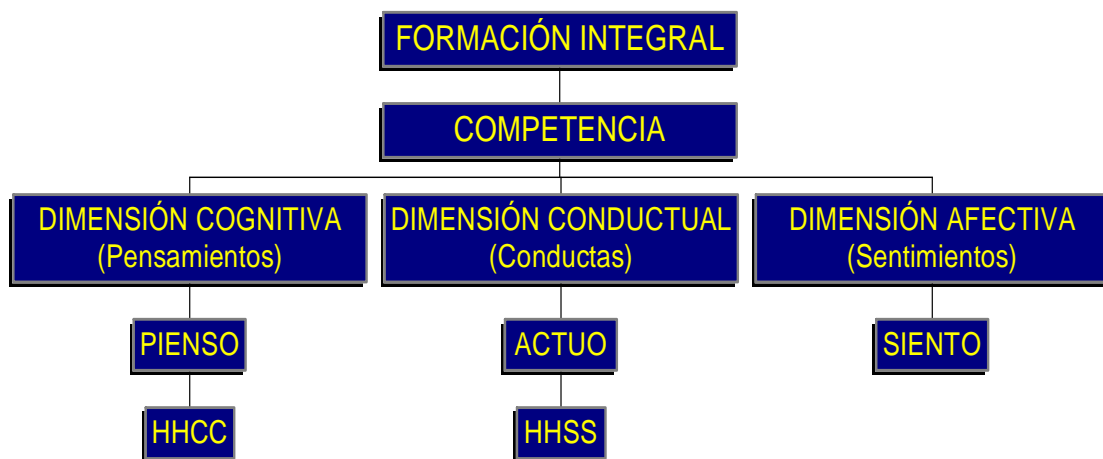 FORMACIÓN INTEGRAL
COMPETENCIA
DIMENSIÓN COGNITIVA
(Pensamientos)
DIMENSIÓN CONDUCTUAL
(Conductas)
DIMENSIÓN AFECTIVA
(Sentimientos)
PIENSO
ACTUO
SIENTO
HHCC
HHSS